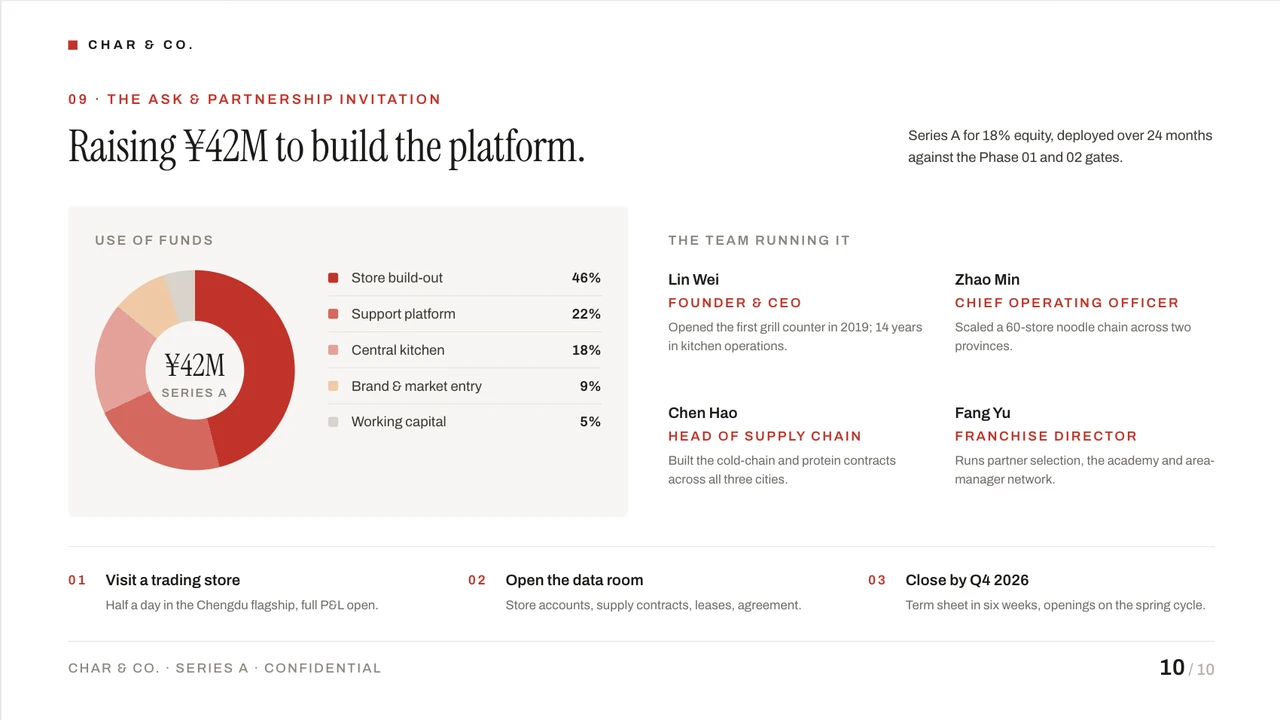 CHAR & CO.
09 · THE ASK & PARTNERSHIP INVITATION
Raising ¥42M to build the platform.
Series A for 18% equity, deployed over 24 months
against the Phase 01 and 02 gates.
USE OF FUNDS
¥42M
SERIES A
Store build-out 46%
Support platform 22%
Central kitchen 18%
Brand & market entry 9%
Working capital 5%
THE TEAM RUNNING IT
Lin Wei
FOUNDER & CEO
Opened the first grill counter in 2019; 14 years
in kitchen operations.
Zhao Min
CHIEF OPERATING OFFICER
Scaled a 60-store noodle chain across two
provinces.
Chen Hao
HEAD OF SUPPLY CHAIN
Built the cold-chain and protein contracts
across all three cities.
Fang Yu
FRANCHISE DIRECTOR
Runs partner selection, the academy and area-
manager network.
01 Visit a trading store
Half a day in the Chengdu flagship, full P&L open.
02 Open the data room
Store accounts, supply contracts, leases, agreement.
03 Close by Q4 2026
Term sheet in six weeks, openings on the spring cycle.
CHAR & CO. · SERIES A · CONFIDENTIAL
10 / 10